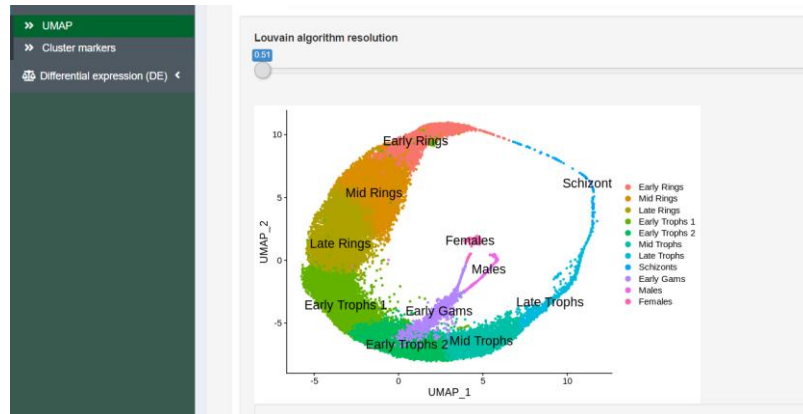 UMAP
Cluster markers
Differential expression (DE)
Louvain algorithm resolution
0.51
10
5
0
-5
UMAP_2
Early Rings
Mid Rings
Late Rings
Early Trophs 1
Early Trophs 2
Mid Trophs
Late Trophs
Early Gams
Males
Females
Schizont
-5
0
5
10
UMAP_1
Early Rings
Mid Rings
Late Rings
Early Trophs 1
Early Trophs 2
Mid Trophs
Late Trophs
Schizonts
Early Gams
Males
Females